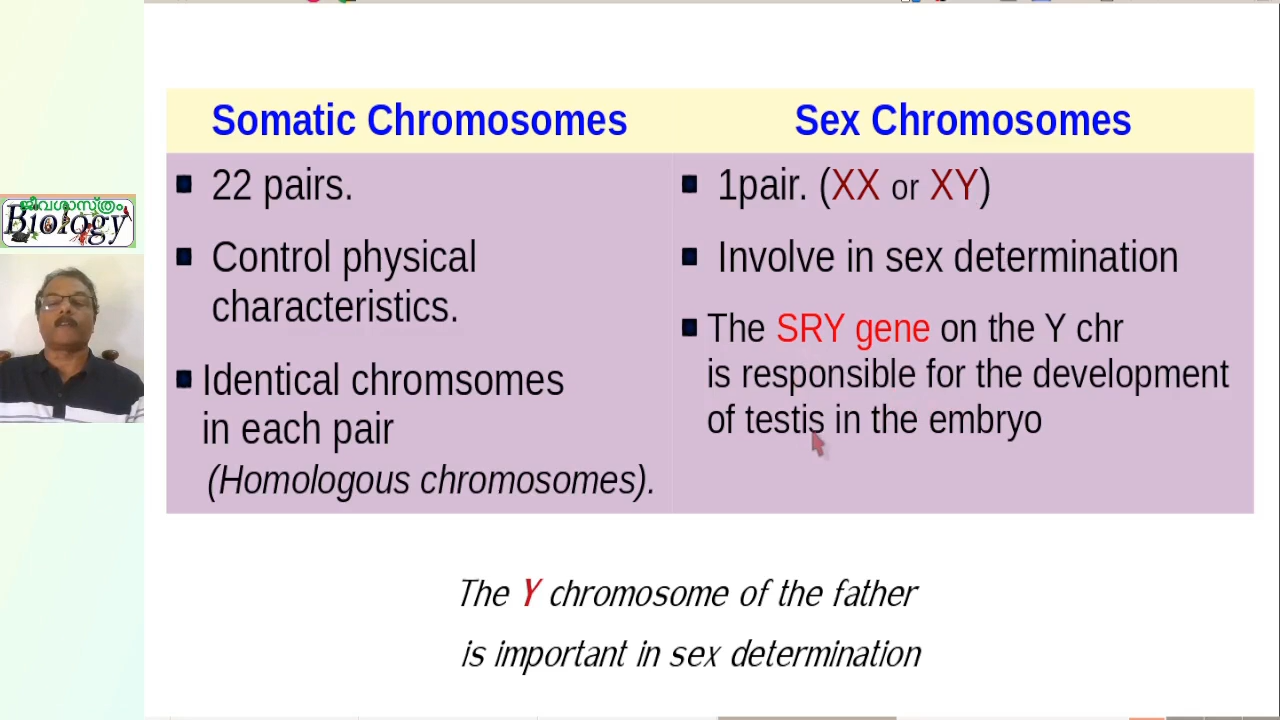 Somatic Chromosomes
Sex Chromosomes
22 pairs.
Control physical
characteristics.
Identical chromsomes
in each pair
(Homologous chromosomes).
1pair. (XX or XY)
Involve in sex determination
The SRY gene on the Y chr
is responsible for the development
of testis in the embryo
ജീവശാസ്ത്രം
Biology
The Y chromosome of the father
is important in sex determination